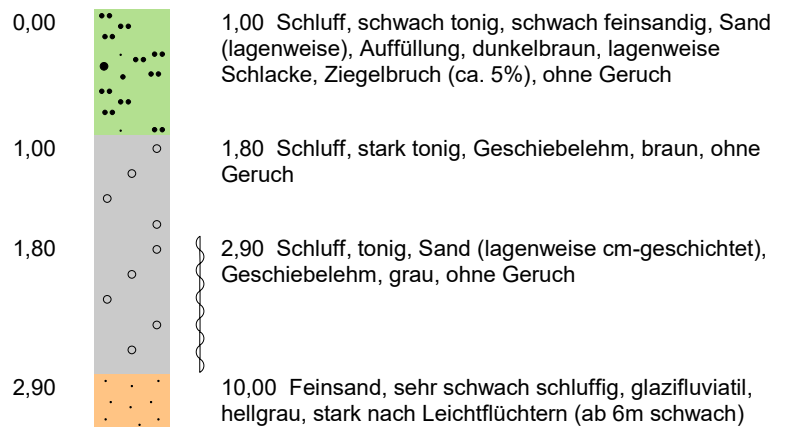 0,00 1,00 Schluff, schwach tonig, schwach feinsandig, Sand
(lagenweise), Auffüllung, dunkelbraun, lagenweise
Schlacke, Ziegelbruch (ca. 5%), ohne Geruch
1,00 1,80 Schluff, stark tonig, Geschiebelehm, braun, ohne
Geruch
1,80 2,90 Schluff, tonig, Sand (lagenweise cm-geschichtet),
Geschiebelehm, grau, ohne Geruch
2,90 10,00 Feinsand, sehr schwach schluffig, glazifluviatil,
hellgrau, stark nach Leichtflüchtern (ab 6m schwach)